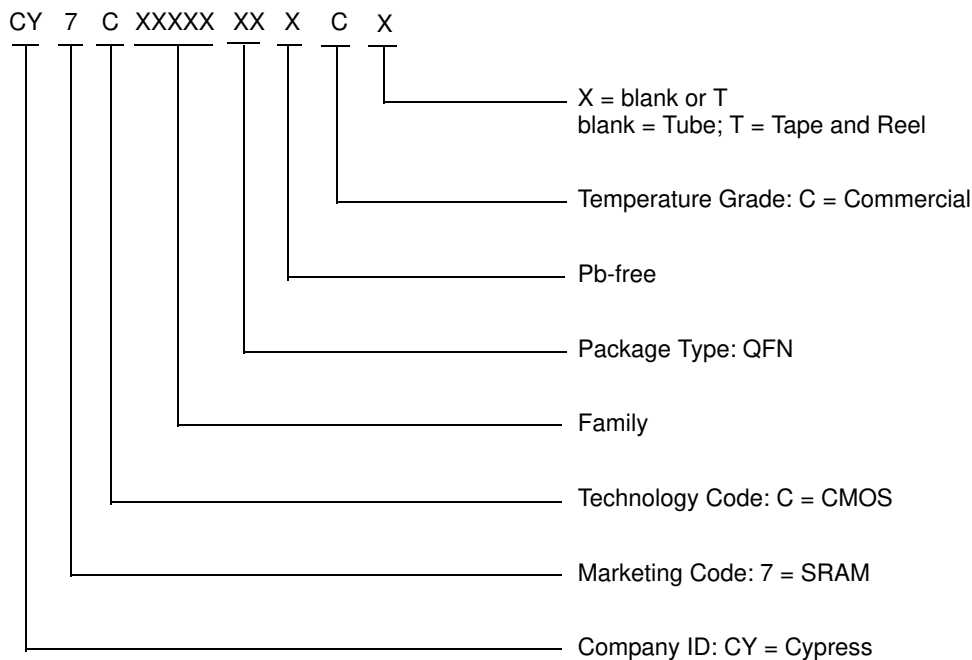 CY 7 C XXXXX XX X C X
X = blank or T
blank = Tube; T = Tape and Reel
Temperature Grade: C = Commercial
Pb-free
Package Type: QFN
Family
Technology Code: C = CMOS
Marketing Code: 7 = SRAM
Company ID: CY = Cypress